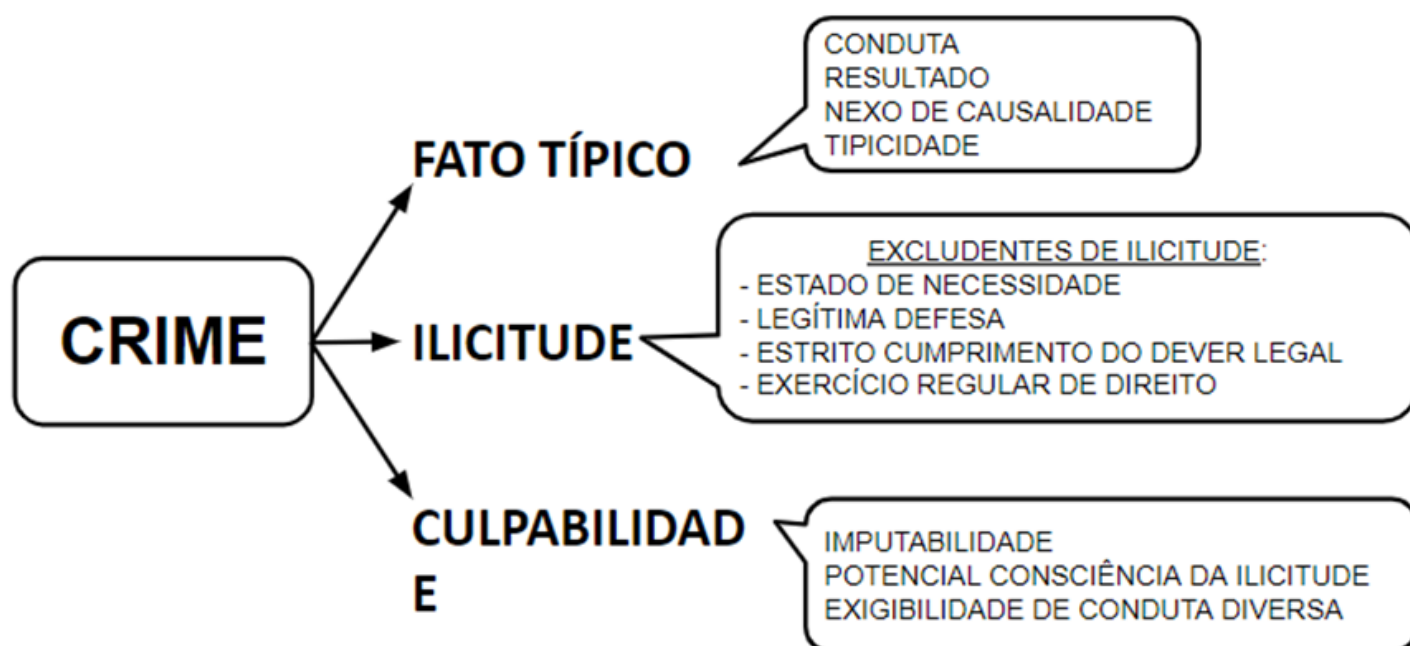 CRIME
FATO TÍPICO
CONDUTA
RESULTADO
NEXO DE CAUSALIDADE
TIPICIDADE
ILICITUDE
EXCLUDENTES DE ILICITUDE:
- ESTADO DE NECESSIDADE
- LEGÍTIMA DEFESA
- ESTRITO CUMPRIMENTO DO DEVER LEGAL
- EXERCÍCIO REGULAR DE DIREITO
CULPABILIDAD
E
IMPUTABILIDADE
POTENCIAL CONSCIÊNCIA DA ILICITUDE
EXIGIBILIDADE DE CONDUTA DIVERSA